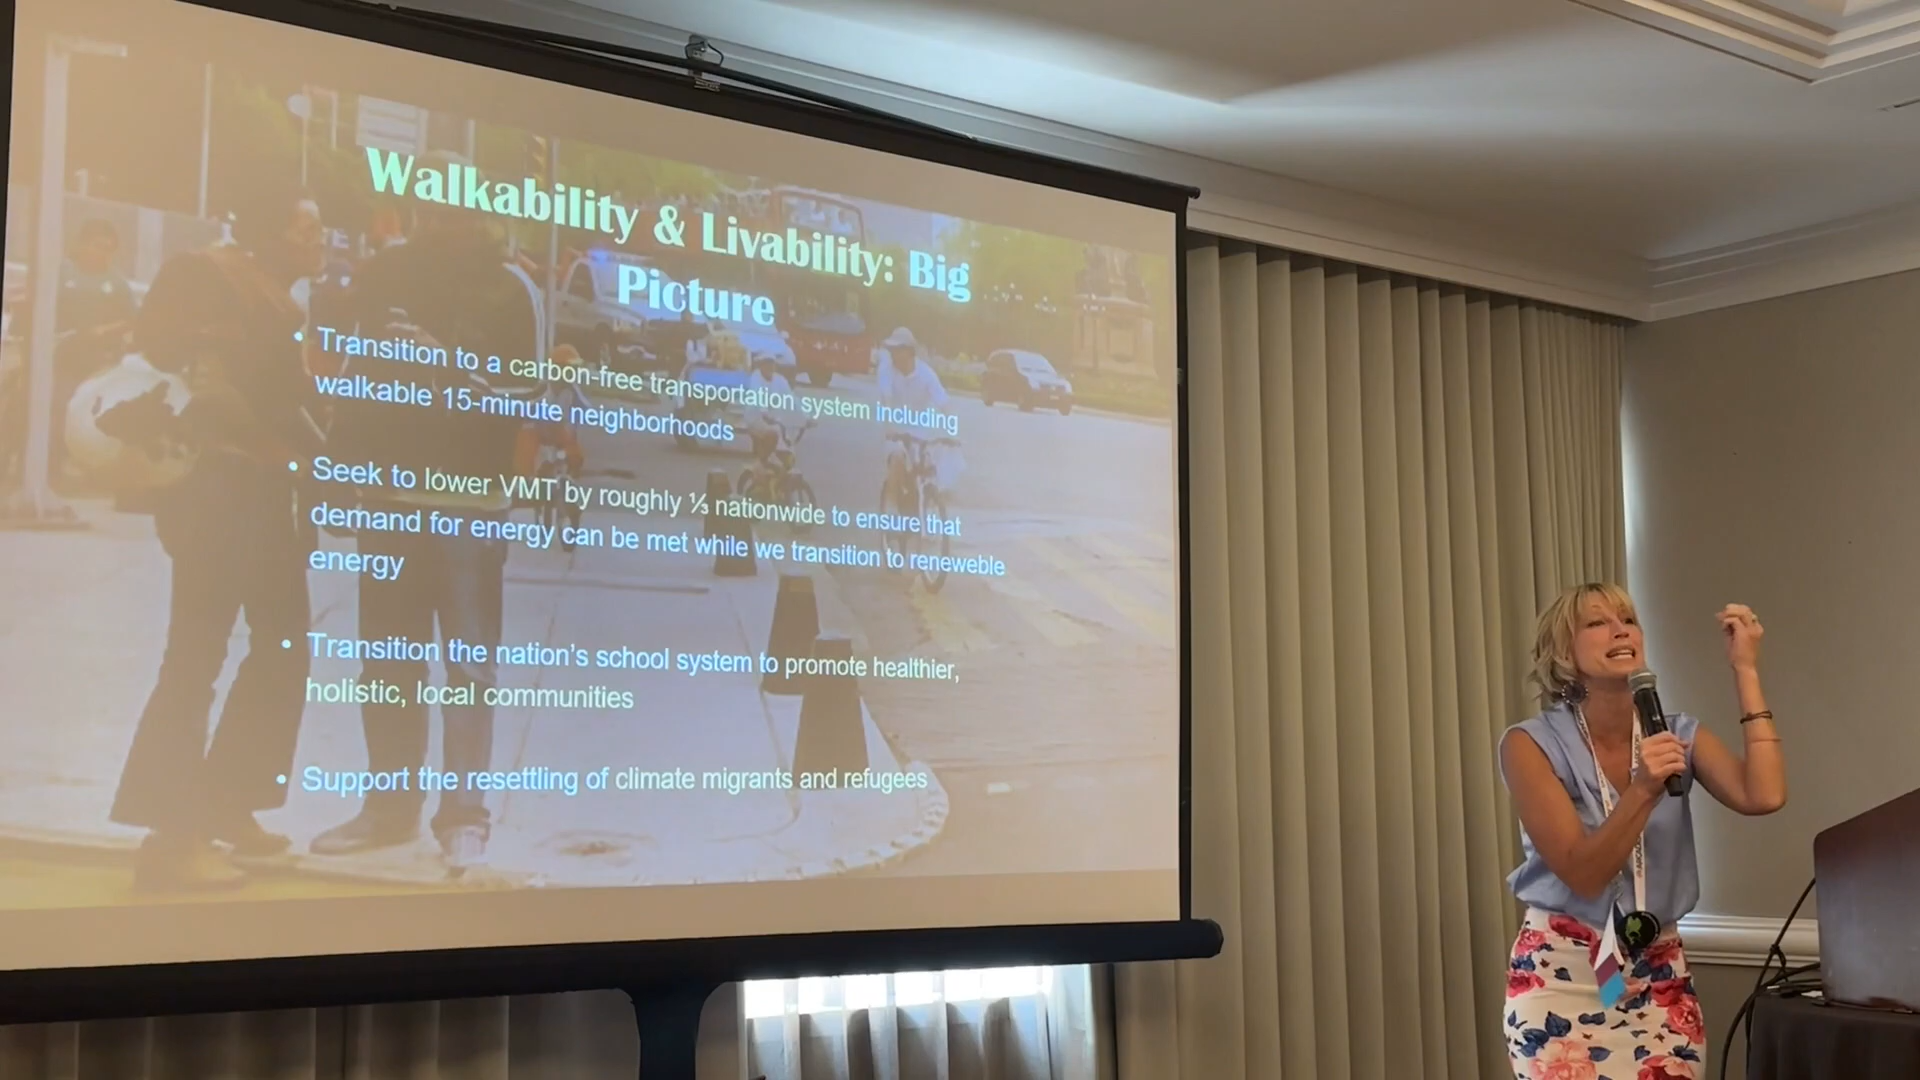 Walkability & Livability: Big
Picture
• Transition to a carbon-free transportation system including
walkable 15-minute neighborhoods
• Seek to lower VMT by roughly ⅓ nationwide to ensure that
demand for energy can be met while we transition to reneweble
energy
• Transition the nation's school system to promote healthier,
holistic, local communities
• Support the resettling of climate migrants and refugees